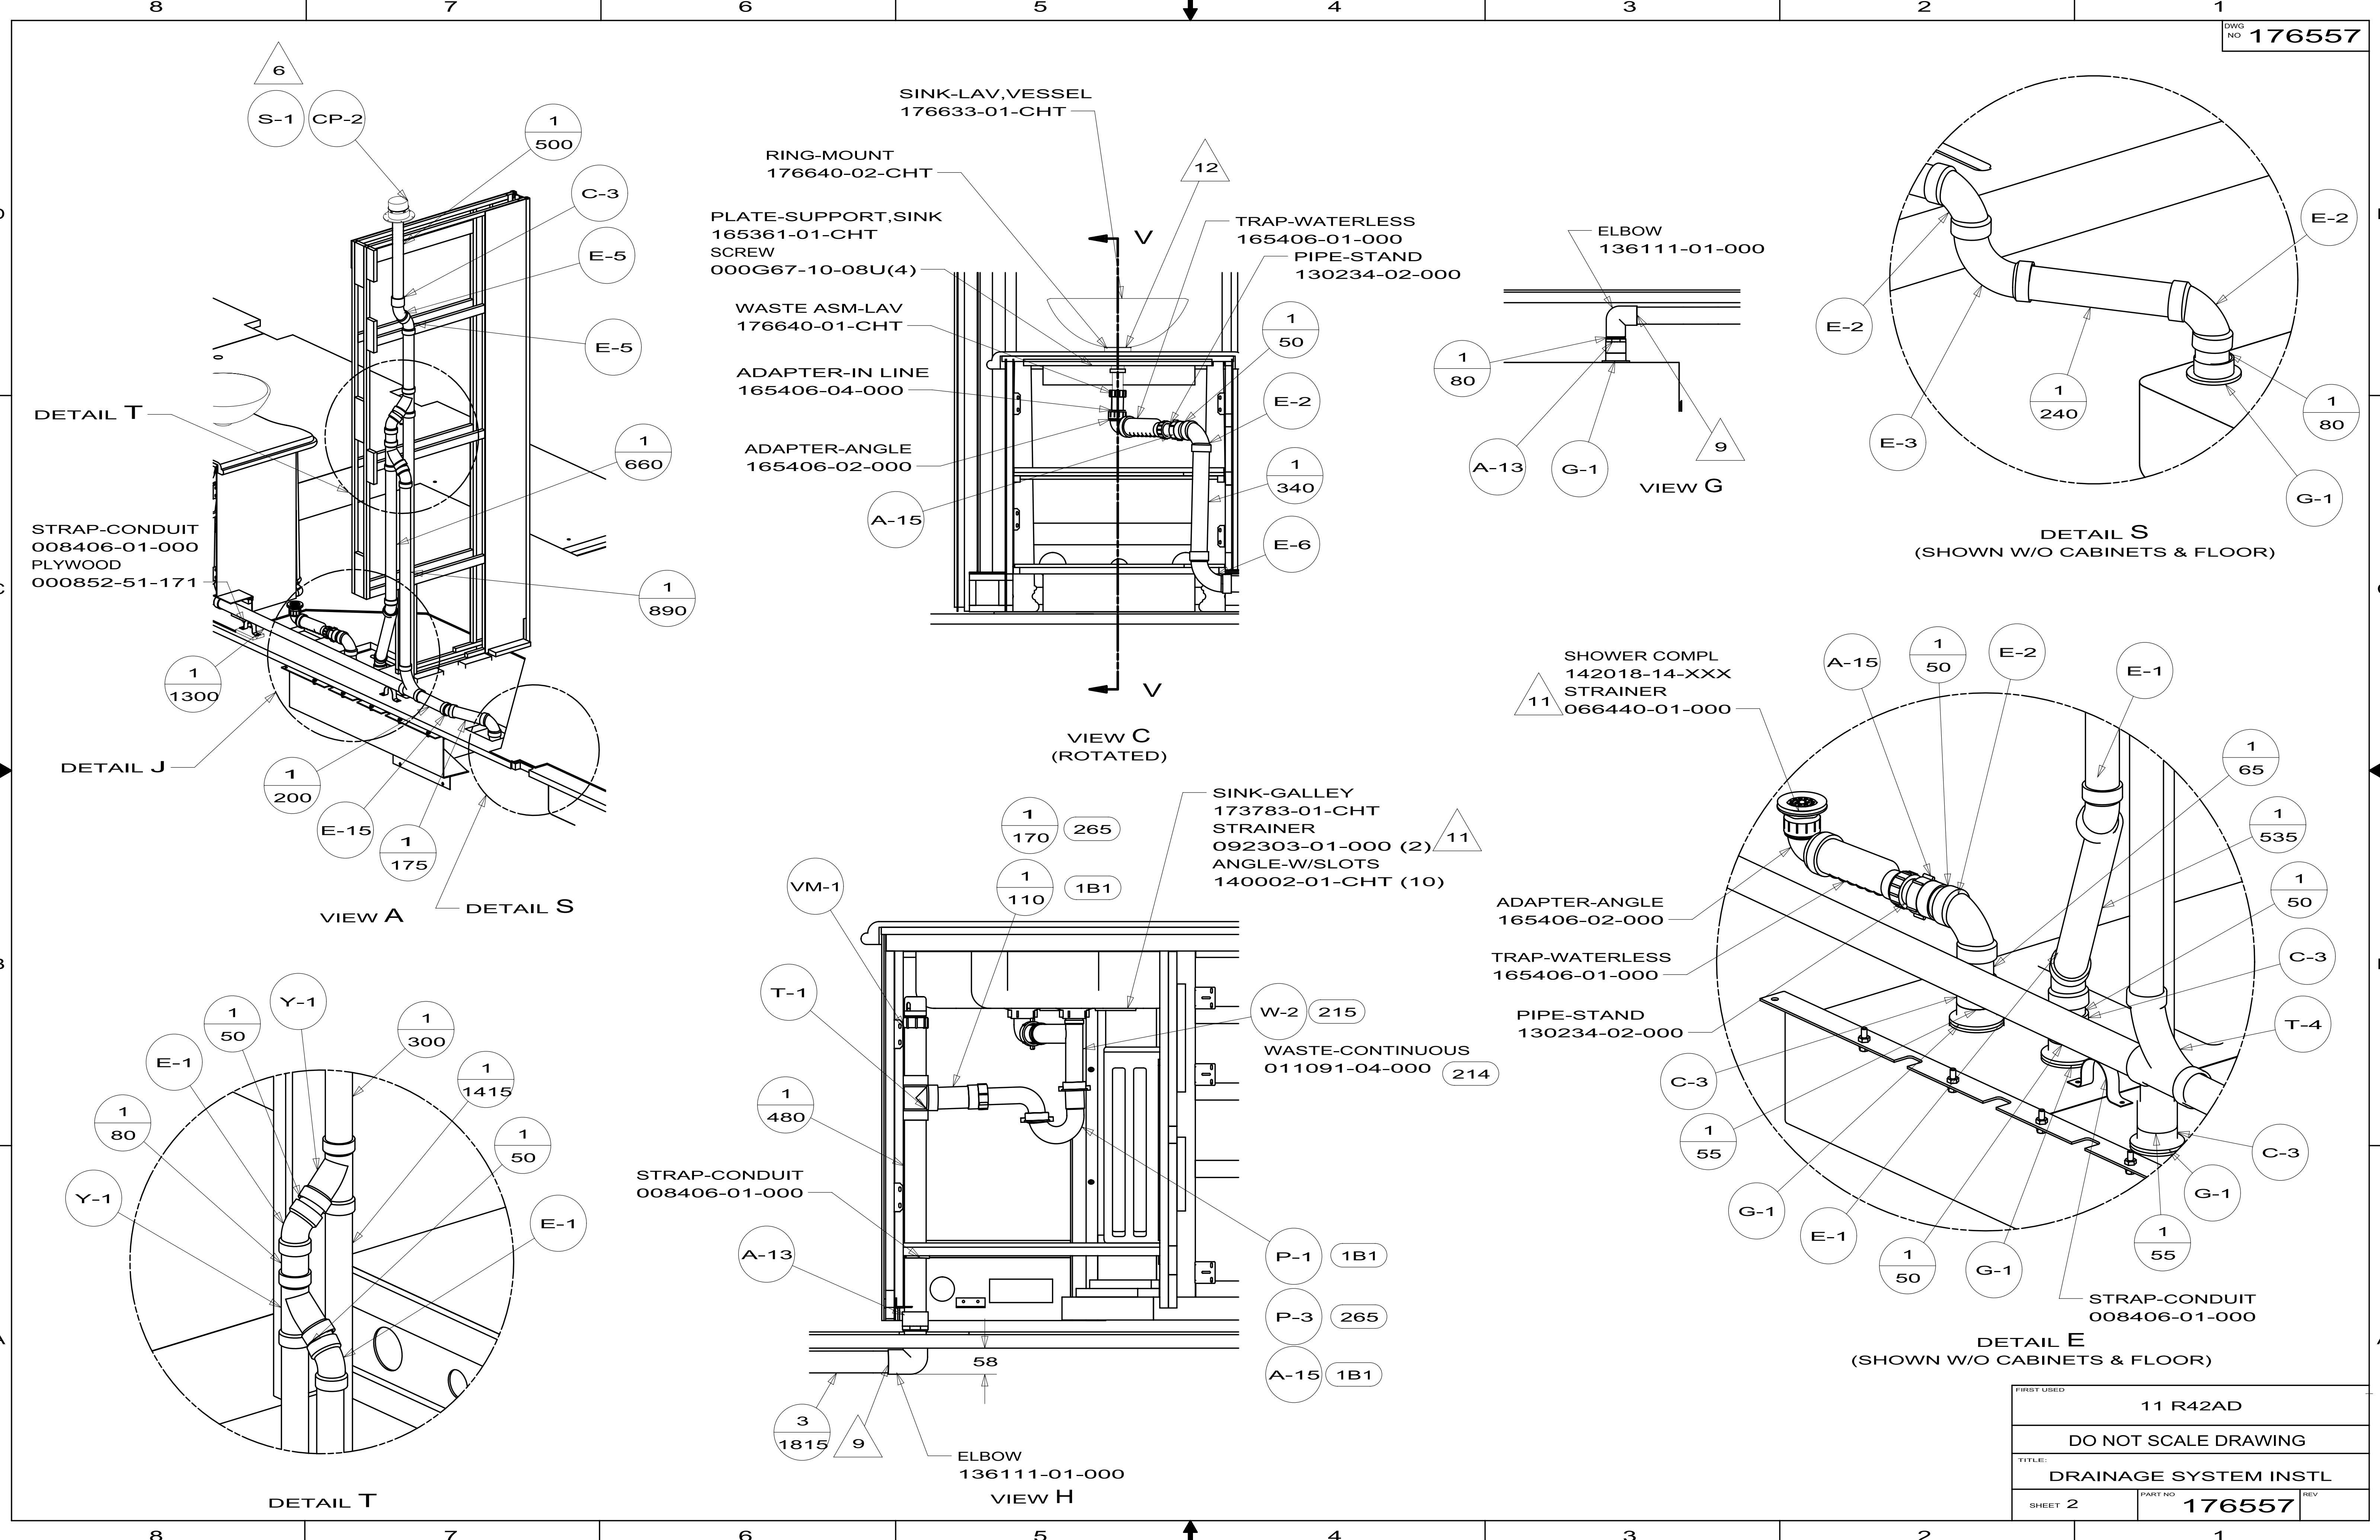 8 7 6 5 4 3 2 1
DWG NO 176557
6
S-1 CP-2
1 500
C-3
E-5
E-5
DETAIL T
1 660
STRAP-CONDUIT
008406-01-000
PLYWOOD
000852-51-171
1 890
1 1300
DETAIL J
1 200
E-15
1 175
DETAIL S
VIEW A
SINK-LAV,VESSEL
176633-01-CHT
RING-MOUNT
176640-02-CHT
12
PLATE-SUPPORT,SINK
165361-01-CHT
SCREW
000G67-10-08U(4)
V
TRAP-WATERLESS
165406-01-000
PIPE-STAND
130234-02-000
WASTE ASM-LAV
176640-01-CHT
1 50
ADAPTER-IN LINE
165406-04-000
E-2
ADAPTER-ANGLE
165406-02-000
1 340
A-15
E-6
V
VIEW C
(ROTATED)
ELBOW
136111-01-000
1 80
A-13
G-1
9
VIEW G
E-2
E-2
1 240
1 80
E-3
G-1
DETAIL S
(SHOWN W/O CABINETS & FLOOR)
Y-1
1 50
1 300
E-1
1 1415
1 80
1 50
Y-1
E-1
DETAIL T
1 170 265
1 110 1B1
SINK-GALLEY
173783-01-CHT
STRAINER
092303-01-000 (2)
11
ANGLE-W/SLOTS
140002-01-CHT (10)
VM-1
T-1
W-2 215
WASTE-CONTINUOUS
011091-04-000 214
1 480
STRAP-CONDUIT
008406-01-000
A-13
P-1 1B1
P-3 265
A-15 1B1
58
3 1815
9
ELBOW
136111-01-000
VIEW H
SHOWER COMPL
142018-14-XXX
11
STRAINER
066440-01-000
A-15
1 50
E-2
E-1
1 65
1 535
1 50
ADAPTER-ANGLE
165406-02-000
C-3
TRAP-WATERLESS
165406-01-000
PIPE-STAND
130234-02-000
T-4
C-3
1 55
C-3
G-1
G-1
E-1
1 50
G-1
1 55
STRAP-CONDUIT
008406-01-000
DETAIL E
(SHOWN W/O CABINETS & FLOOR)
FIRST USED
11 R42AD
DO NOT SCALE DRAWING
TITLE:
DRAINAGE SYSTEM INSTL
SHEET 2 PART NO 176557 REV
8 7 6 5 4 3 2 1